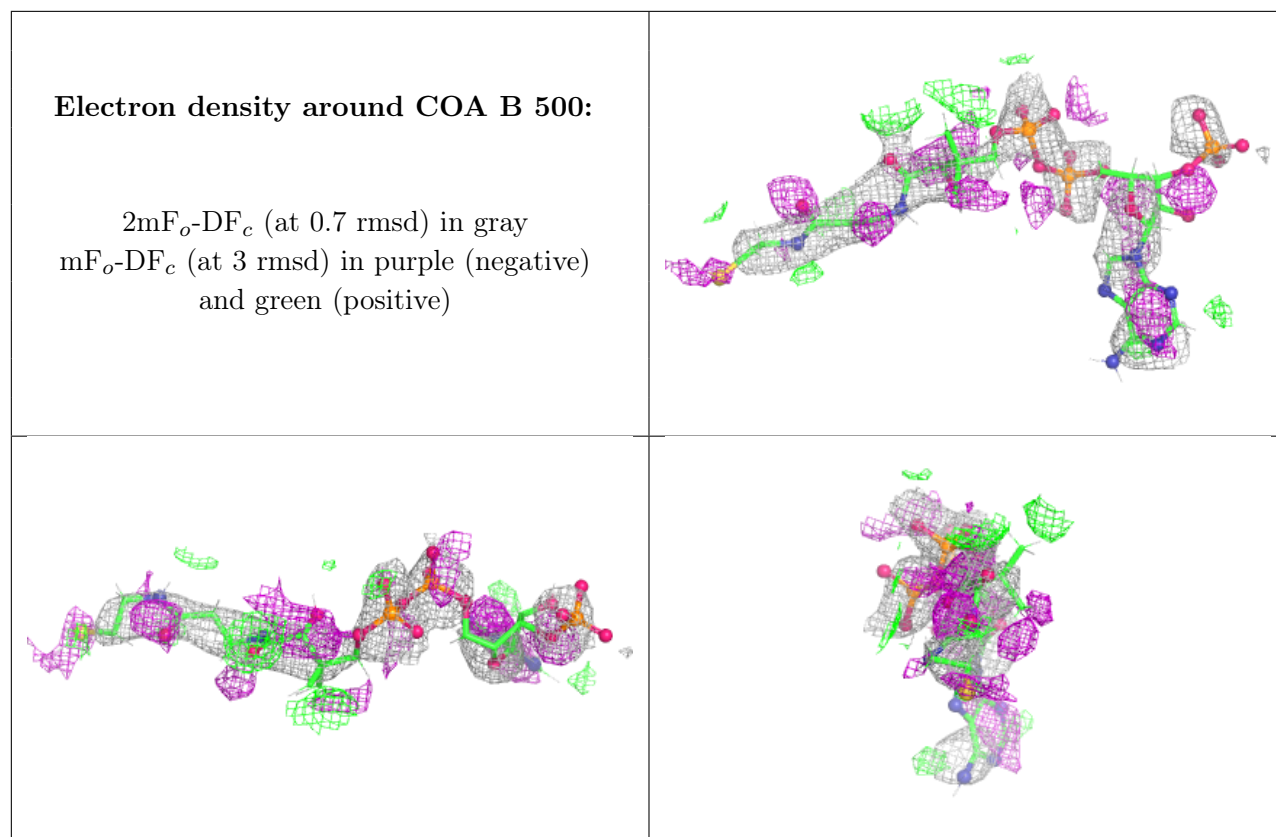 Electron density around COA B 500:
2mFₒ-DF𝒸 (at 0.7 rmsd) in gray
mFₒ-DF𝒸 (at 3 rmsd) in purple (negative)
and green (positive)